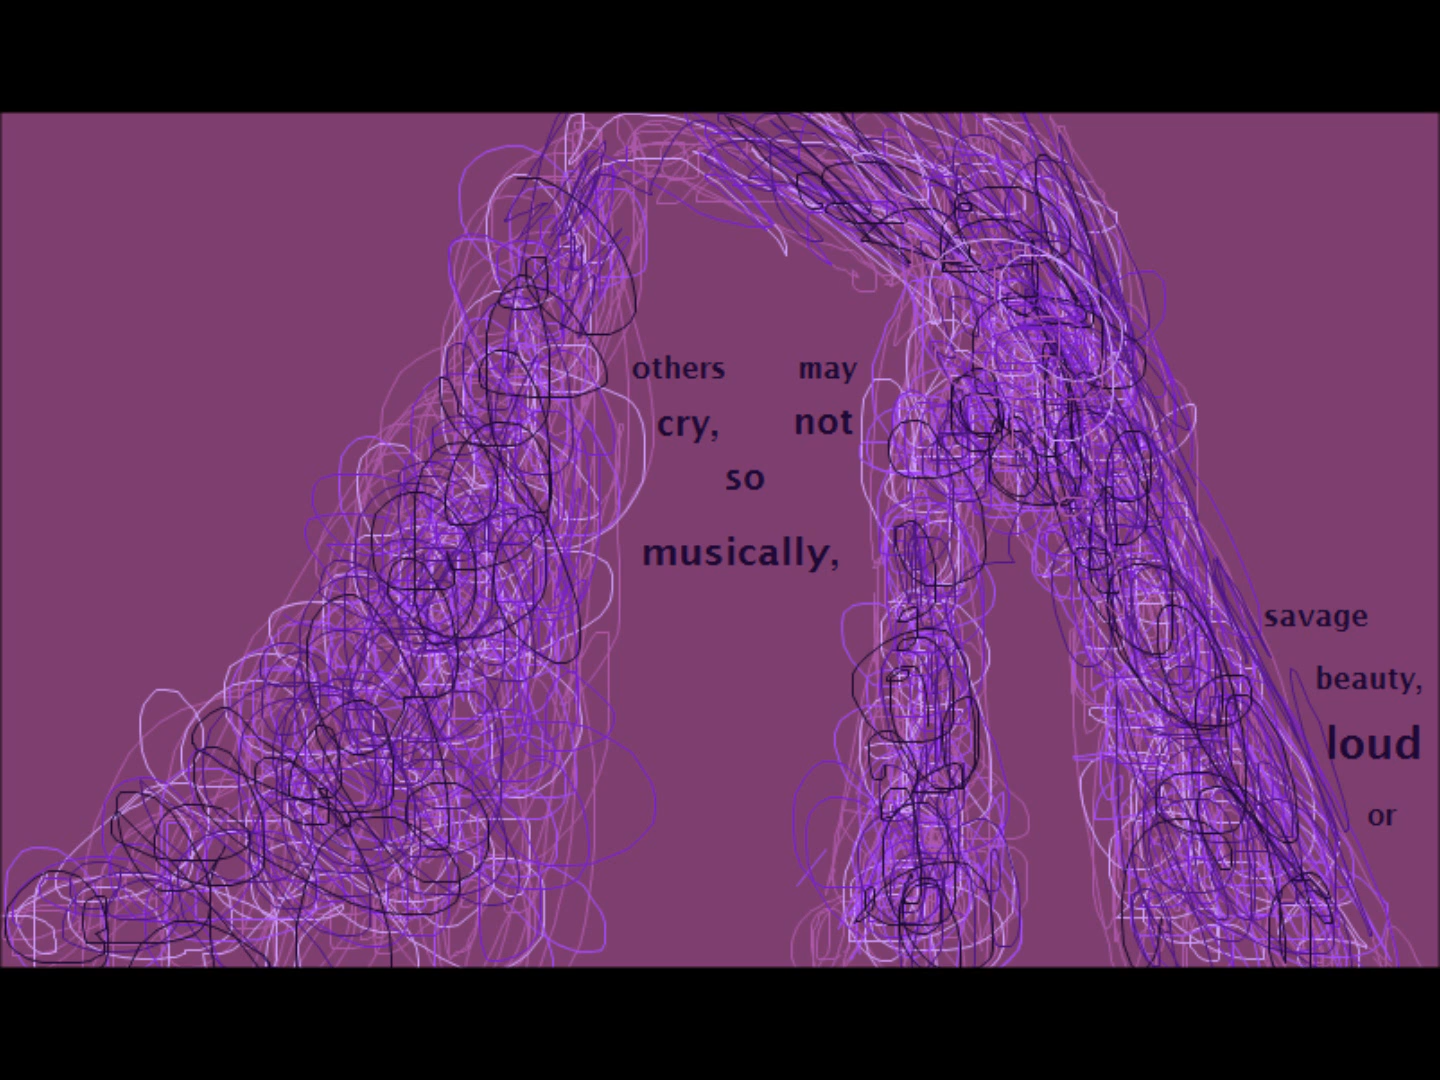 others may
cry, not
so
musically,
savage
beauty,
loud
or